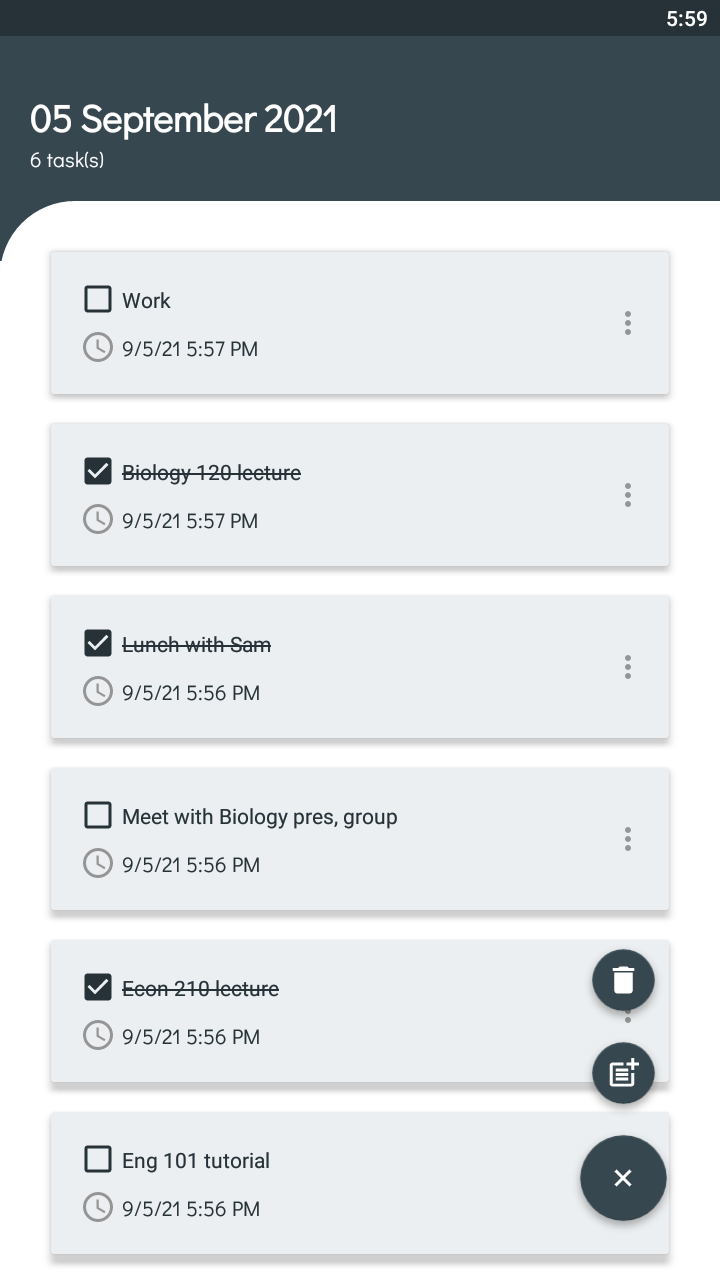 5:59
05 September 2021
6 task(s)
Work
9/5/21 5:57 PM
Biology 120 lecture
9/5/21 5:57 PM
Lunch with Sam
9/5/21 5:56 PM
Meet with Biology pres, group
9/5/21 5:56 PM
Econ 210 lecture
9/5/21 5:56 PM
Eng 101 tutorial
9/5/21 5:56 PM